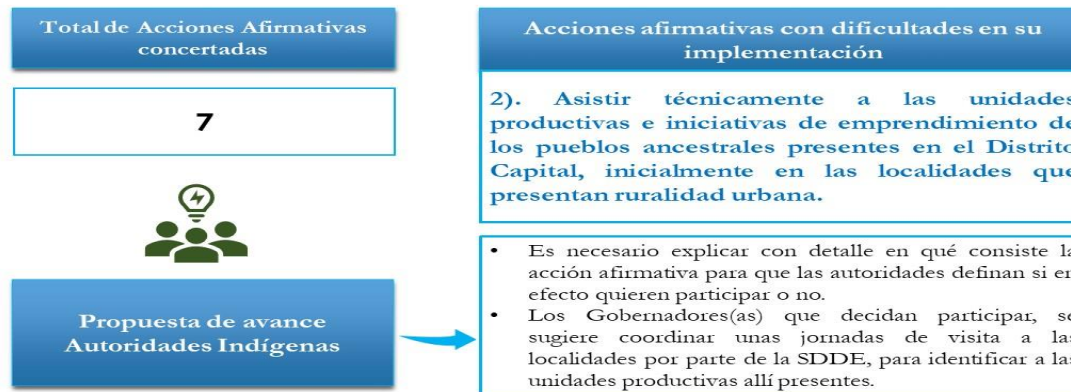 Total de Acciones Afirmativas
concertadas
7
Propuesta de avance
Autoridades Indígenas
Acciones afirmativas con dificultades en su
implementación
2). Asistir técnicamente a las unidades
productivas e iniciativas de emprendimiento de
los pueblos ancestrales presentes en el Distrito
Capital, inicialmente en las localidades que
presentan ruralidad urbana.
• Es necesario explicar con detalle en qué consiste la
acción afirmativa para que las autoridades definan si en
efecto quieren participar o no.
• Los Gobernadores(as) que decidan participar, se
sugiere coordinar unas jornadas de visita a las
localidades por parte de la SDDE, para identificar a las
unidades productivas allí presentes.